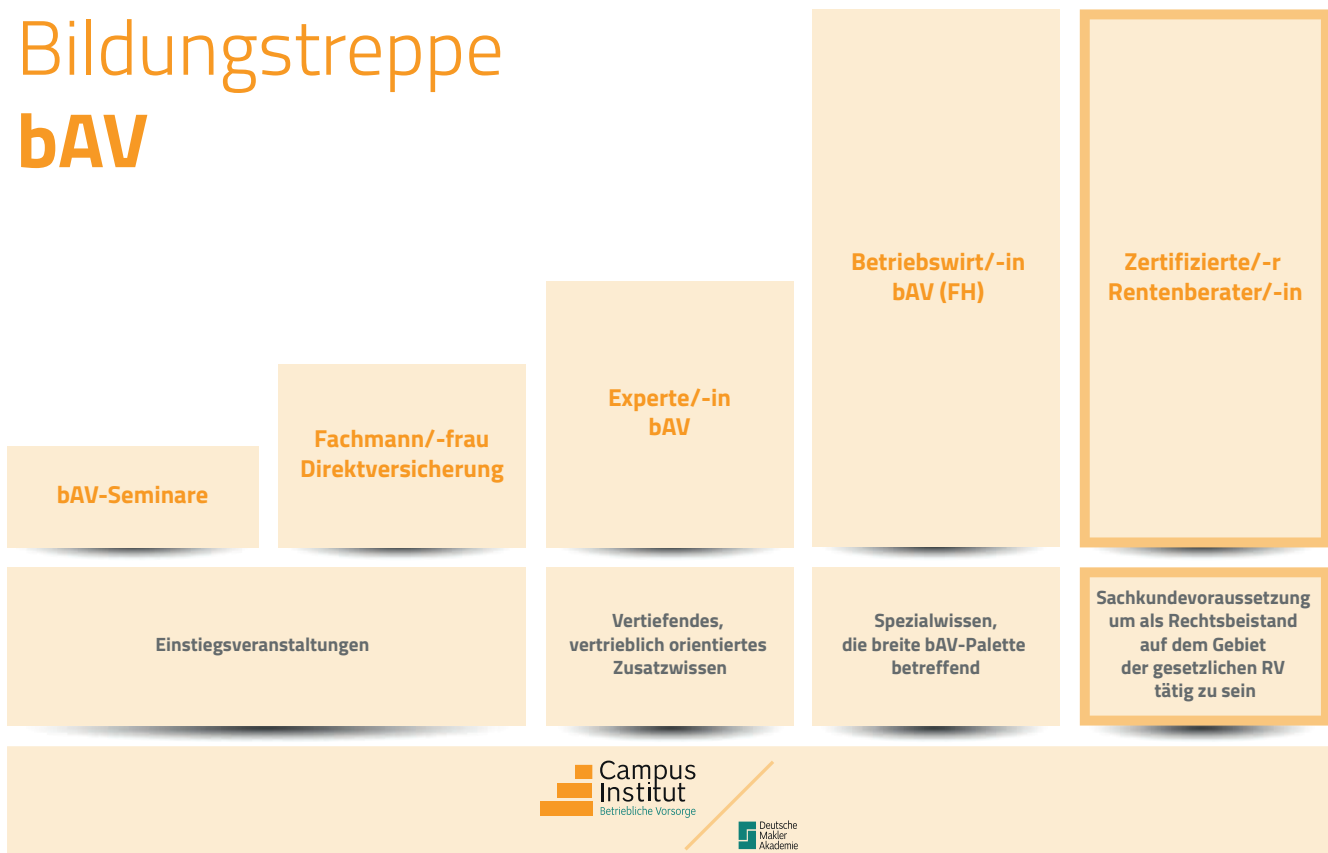 Bildungstreppe
bAV
bAV-Seminare
Fachmann/-frau
Direktversicherung
Experte/-in
bAV
Betriebswirt/-in
bAV (FH)
Zertifizierte/-r
Rentenberater/-in
Einstiegsveranstaltungen
Vertiefendes,
vertrieblich orientiertes
Zusatzwissen
Spezialwissen,
die breite bAV-Palette
betreffend
Sachkundevoraussetzung
um als Rechtsbeistand
auf dem Gebiet
der gesetzlichen RV
tätig zu sein
Campus
Institut
Betriebliche Vorsorge
Deutsche
Makler
Akademie